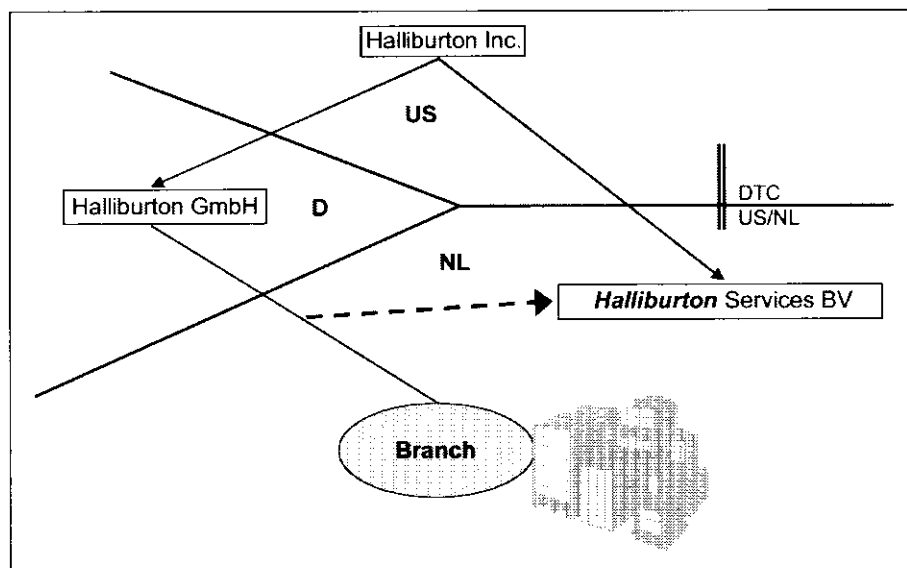 Halliburton Inc.
US
DTC
US/NL
Halliburton GmbH
D
NL
Halliburton Services BV
Branch